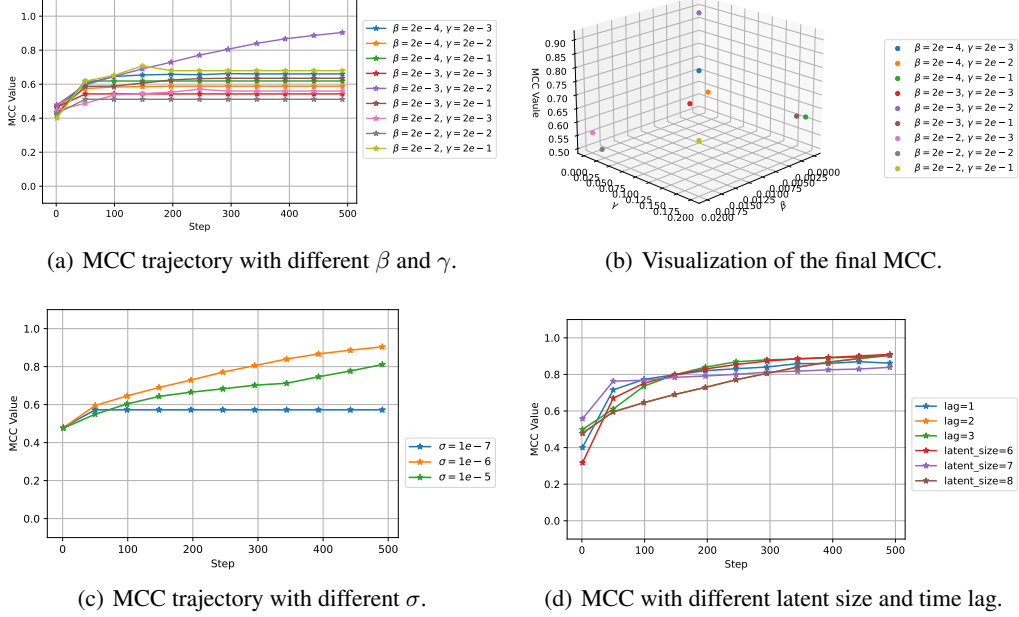 1.0
0.8
0.6
0.4
0.2
0.0
MCC Value
0
100
200
300
400
500
Step
β = 2e − 4, γ = 2e − 3
β = 2e − 4, γ = 2e − 2
β = 2e − 4, γ = 2e − 1
β = 2e − 3, γ = 2e − 3
β = 2e − 3, γ = 2e − 2
β = 2e − 3, γ = 2e − 1
β = 2e − 2, γ = 2e − 3
β = 2e − 2, γ = 2e − 2
β = 2e − 2, γ = 2e − 1
(a) MCC trajectory with different β and γ.
0.90
0.85
0.80
0.75
0.70
0.65
0.60
0.55
0.50
MCC Vaule
0.000
0.025
0.050
0.075
0.100
0.125
0.150
0.175
0.200
γ
0.0200
0.0175
0.0150
0.0125
0.0100
0.0075
0.0050
0.0025
0.0000
β
β = 2e − 4, γ = 2e − 3
β = 2e − 4, γ = 2e − 2
β = 2e − 4, γ = 2e − 1
β = 2e − 3, γ = 2e − 3
β = 2e − 3, γ = 2e − 2
β = 2e − 3, γ = 2e − 1
β = 2e − 2, γ = 2e − 3
β = 2e − 2, γ = 2e − 2
β = 2e − 2, γ = 2e − 1
(b) Visualization of the final MCC.
1.0
0.8
0.6
0.4
0.2
0.0
MCC Value
0
100
200
300
400
500
Step
σ = 1e − 7
σ = 1e − 6
σ = 1e − 5
(c) MCC trajectory with different σ.
1.0
0.8
0.6
0.4
0.2
0.0
MCC Value
0
100
200
300
400
500
Step
lag=1
lag=2
lag=3
latent_size=6
latent_size=7
latent_size=8
(d) MCC with different latent size and time lag.